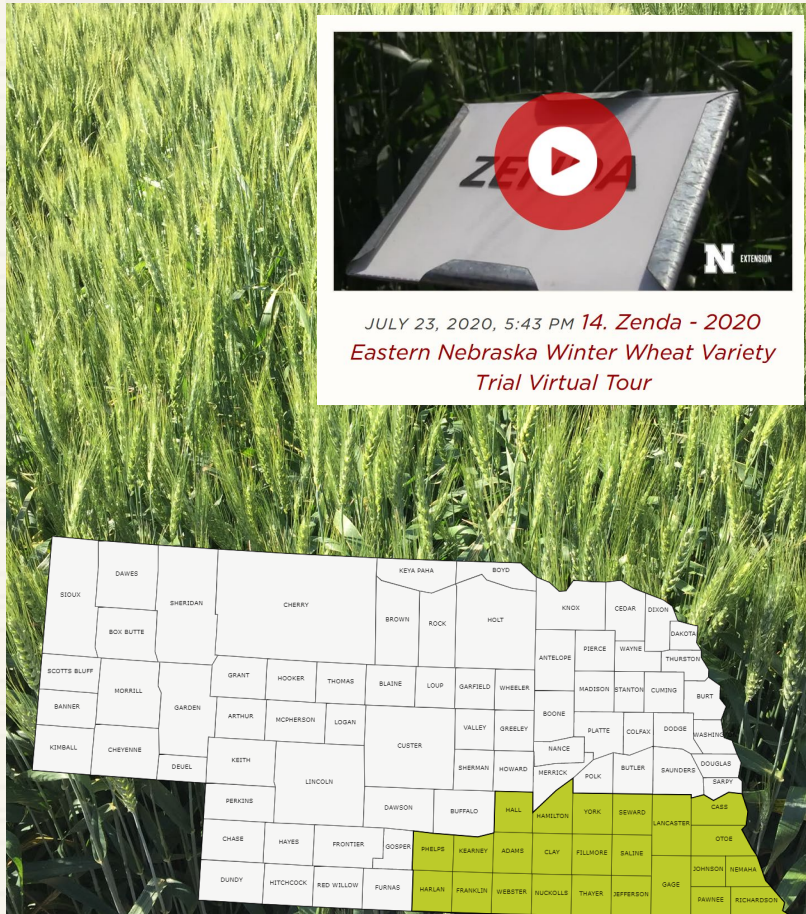 ZENDA
N EXTENSION
JULY 23, 2020, 5:43 PM 14. Zenda - 2020
Eastern Nebraska Winter Wheat Variety
Trial Virtual Tour
KEYA PAHA BOYD
DAWES
SIOUX SHERIDAN CHERRY
KNOX CEDAR DIXON
BROWN ROCK HOLT
BOX BUTTE
DAKOTA
PIERCE WAYNE
ANTELOPE THURSTON
SCOTTS BLUFF GRANT HOOKER THOMAS BLAINE LOUP GARFIELD WHEELER
MORRILL MADISON STANTON CUMING BURT
BANNER GARDEN
ARTHUR MCPHERSON LOGAN BOONE
VALLEY GREELEY PLATTE COLFAX DODGE
KIMBALL CHEYENNE CUSTER NANCE
KEITH DEUEL LINCOLN SHERMAN HOWARD MERRICK POLK BUTLER SAUNDERS DOUGLAS
SARPY
PERKINS DAWSON BUFFALO HALL HAMILTON YORK SEWARD LANCASTER CASS
CHASE HAYES FRONTIER GOSPER PHELPS KEARNEY ADAMS CLAY FILLMORE SALINE OTOE
JOHNSON NEMAHA
DUNDY HITCHCOCK RED WILLOW FURNAS HARLAN FRANKLIN WEBSTER NUCKOLLS THAYER JEFFERSON GAGE
PAWNEE RICHARDSON